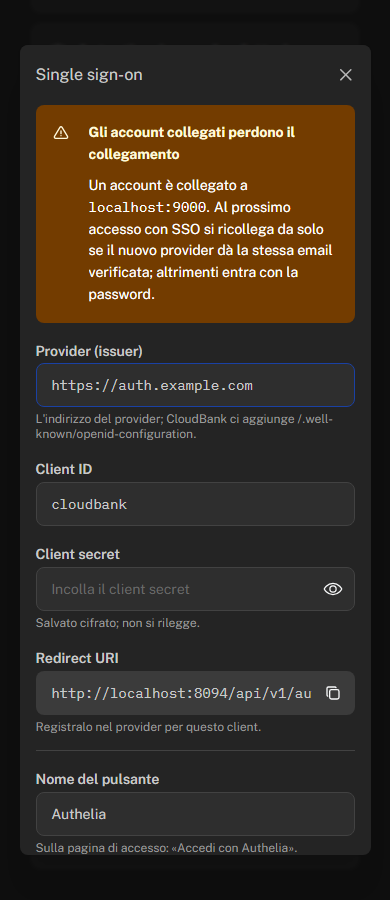 Single sign-on
Gli account collegati perdono il
collegamento
Un account è collegato a
localhost:9000. Al prossimo
accesso con SSO si ricollega da solo
se il nuovo provider dà la stessa email
verificata; altrimenti entra con la
password.
Provider (issuer)
https://auth.example.com
L'indirizzo del provider; CloudBank ci aggiunge /.well-
known/openid-configuration.
Client ID
cloudbank
Client secret
Incolla il client secret
Salvato cifrato; non si rilegge.
Redirect URI
http://localhost:8094/api/v1/au
Registralo nel provider per questo client.
Nome del pulsante
Authelia
Sulla pagina di accesso: «Accedi con Authelia».